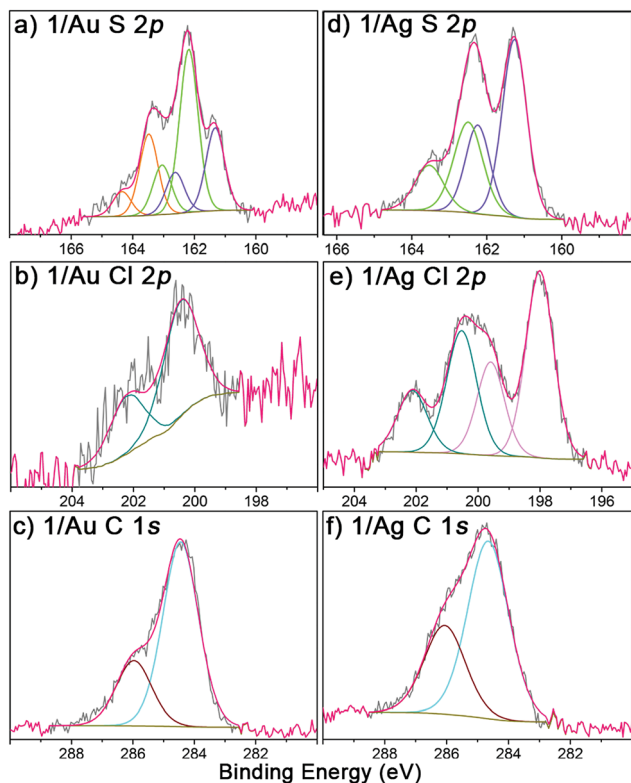 a) 1/Au S 2p
166 164 162 160
b) 1/Au Cl 2p
204 202 200 198
c) 1/Au C 1s
288 286 284 282
d) 1/Ag S 2p
166 164 162 160
e) 1/Ag Cl 2p
204 202 200 198 196
f) 1/Ag C 1s
288 286 284 282
Binding Energy (eV)